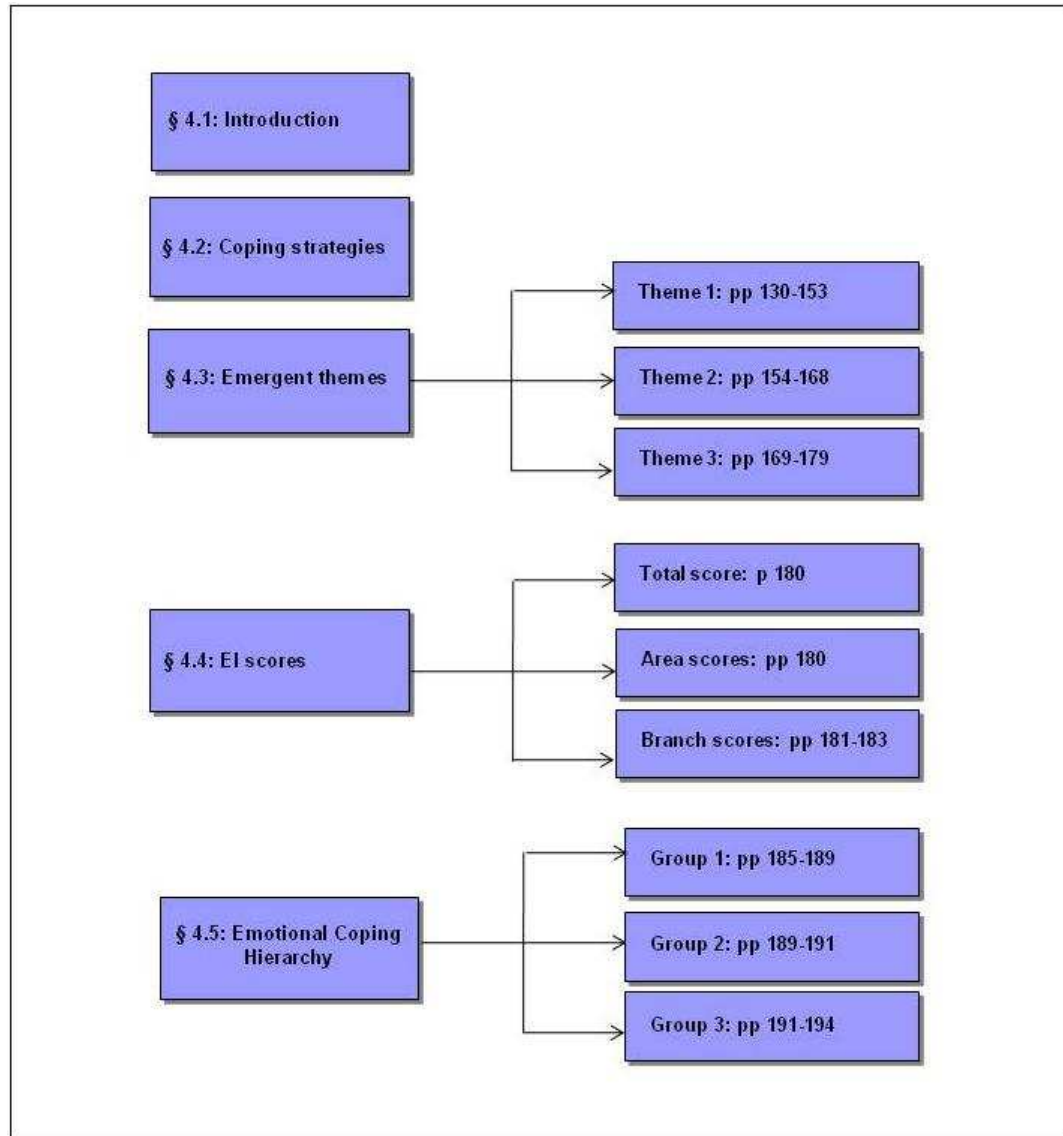 § 4.1: Introduction
§ 4.2: Coping strategies
§ 4.3: Emergent themes
Theme 1: pp 130-153
Theme 2: pp 154-168
Theme 3: pp 169-179
§ 4.4: EI scores
Total score: p 180
Area scores: pp 180
Branch scores: pp 181-183
§ 4.5: Emotional Coping
Hierarchy
Group 1: pp 185-189
Group 2: pp 189-191
Group 3: pp 191-194